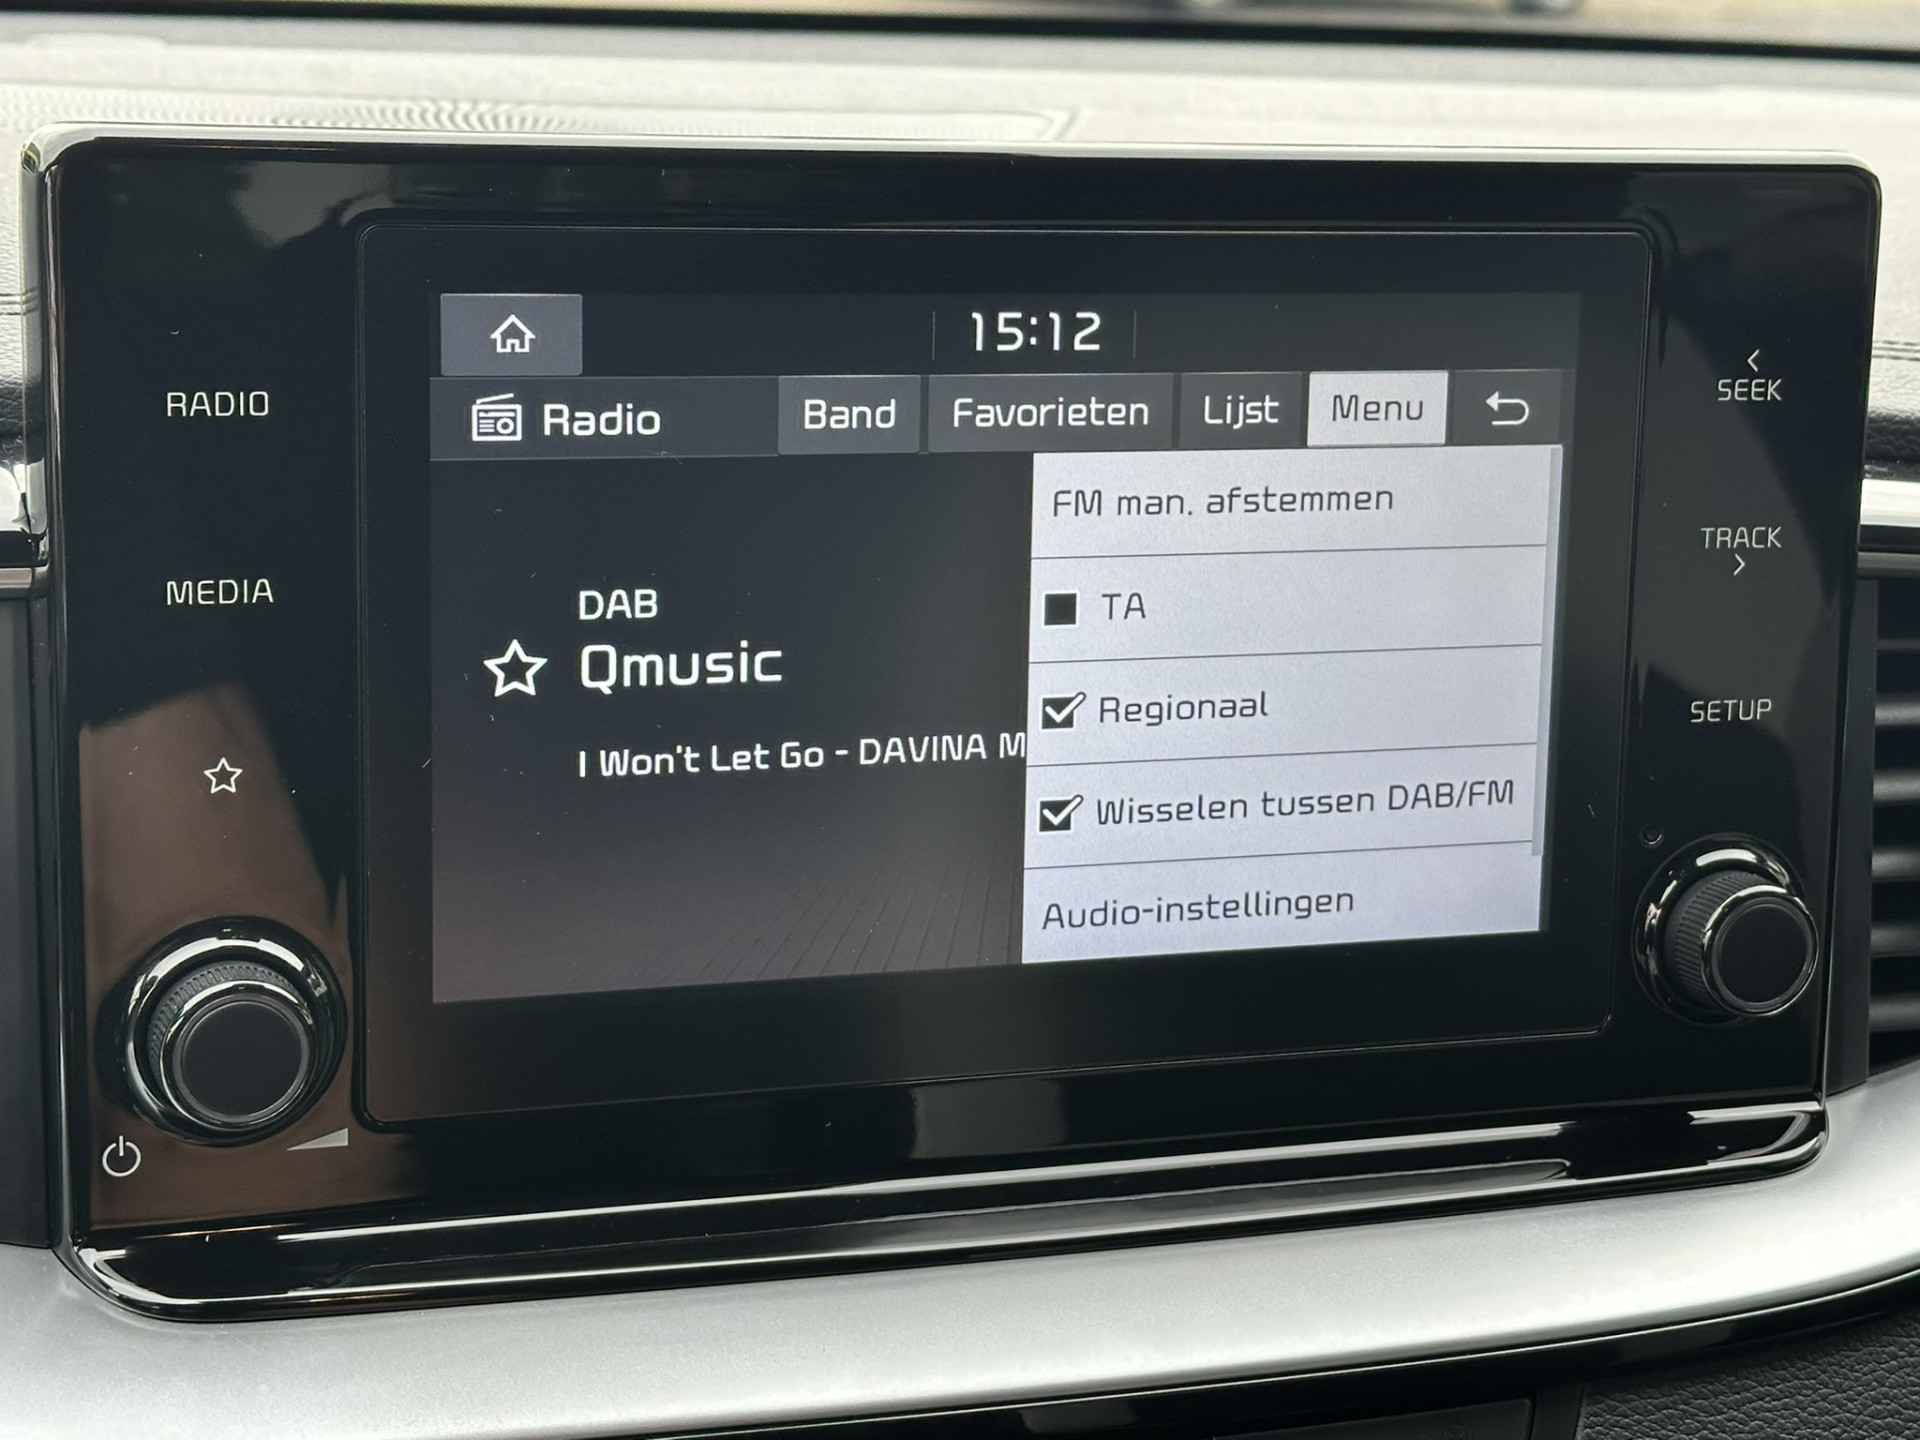 15:12
Radio
Band
Favorieten
Lijst
Menu
RADIO
MEDIA
DAB
Qmusic
I Won't Let Go - DAVINA M
FM man. afstemmen
TA
Regionaal
Wisselen tussen DAB/FM
Audio-instellingen
SEEK
TRACK
SETUP